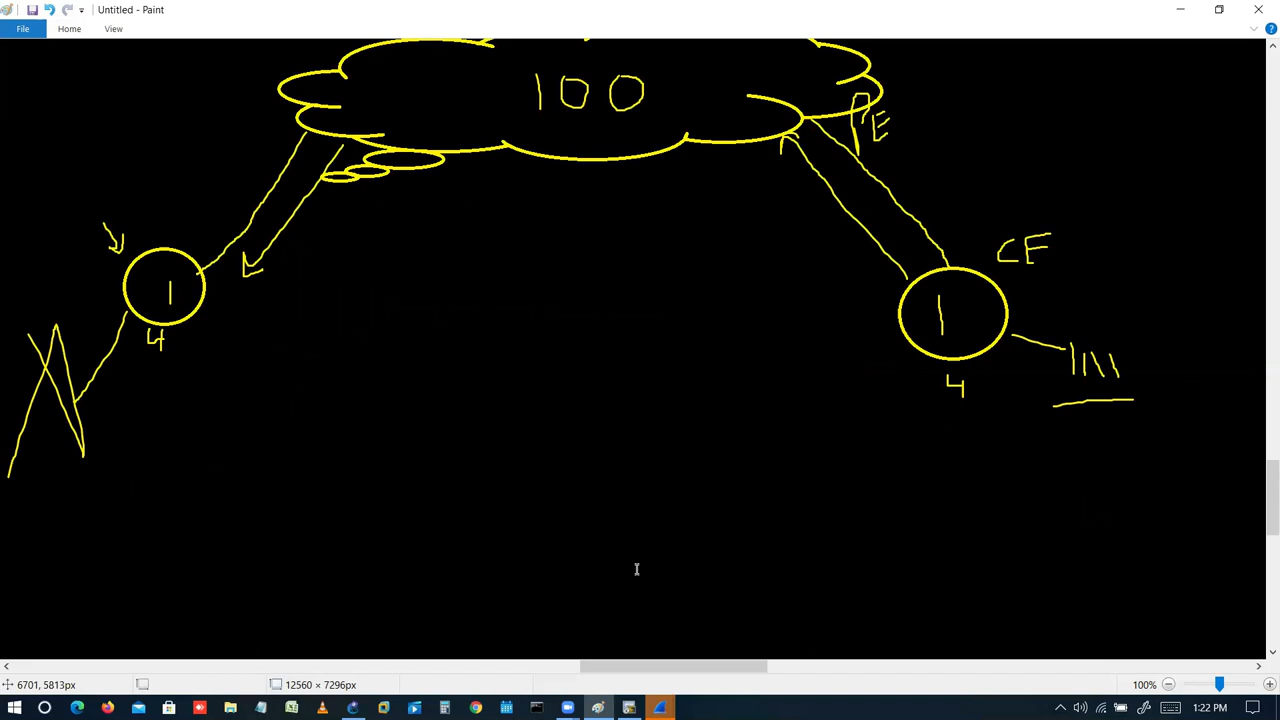 Untitled - Paint
File Home View
100
PE
CE
1
4
1
4
1111
6701, 5813px
12560 × 7296px
100%
1:22 PM